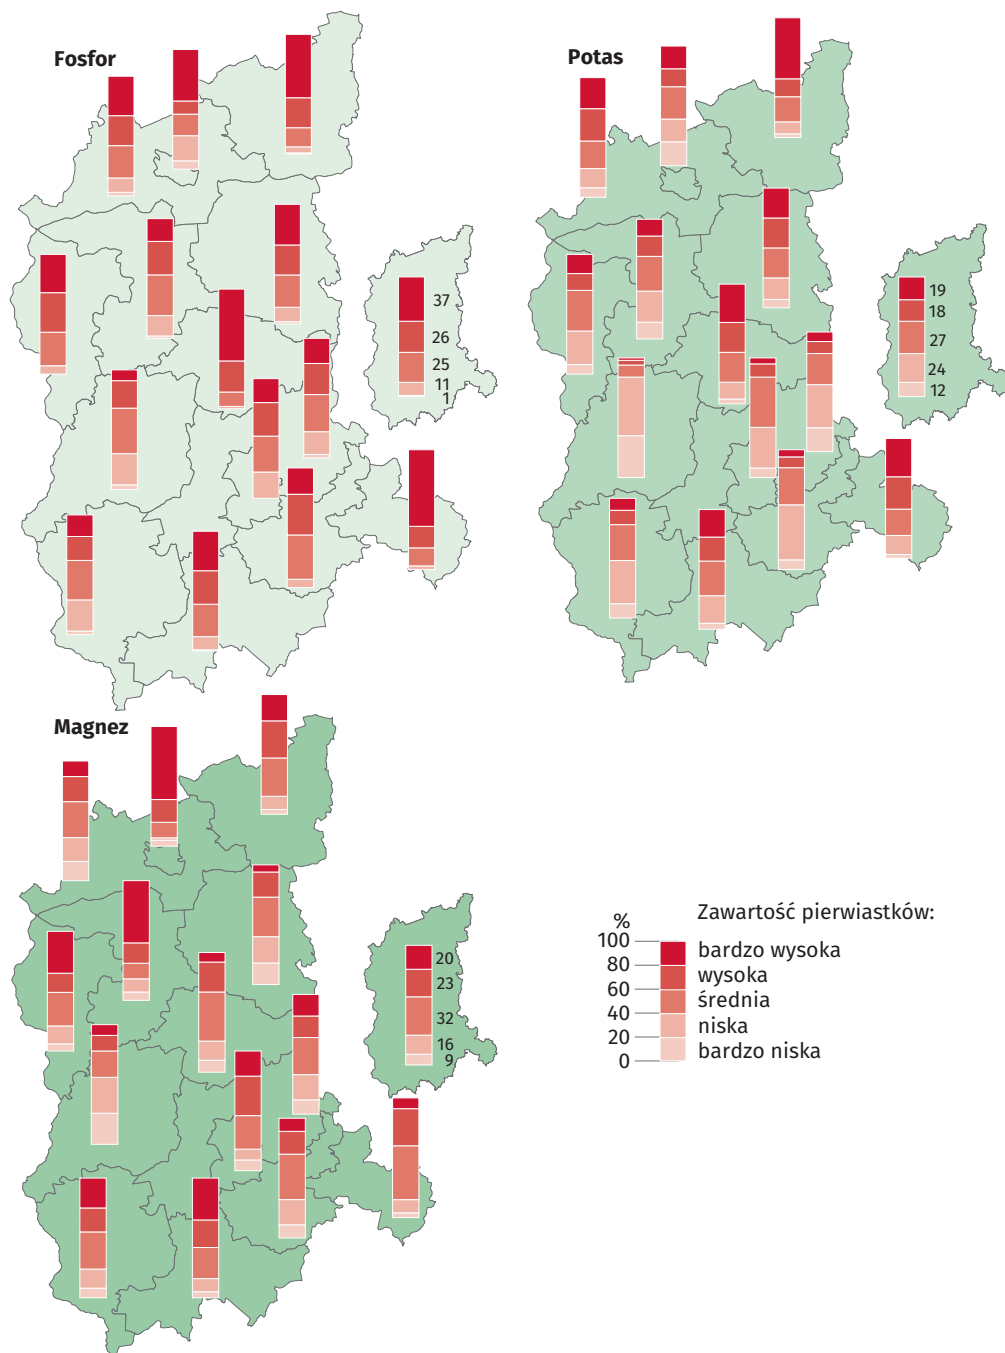 Fosfor
37
26
25
11
1
Potas
19
18
27
24
12
Magnez
20
23
32
16
9
Zawartość pierwiastków:
%
100 bardzo wysoka
80 wysoka
60 średnia
40 niska
20 bardzo niska
0